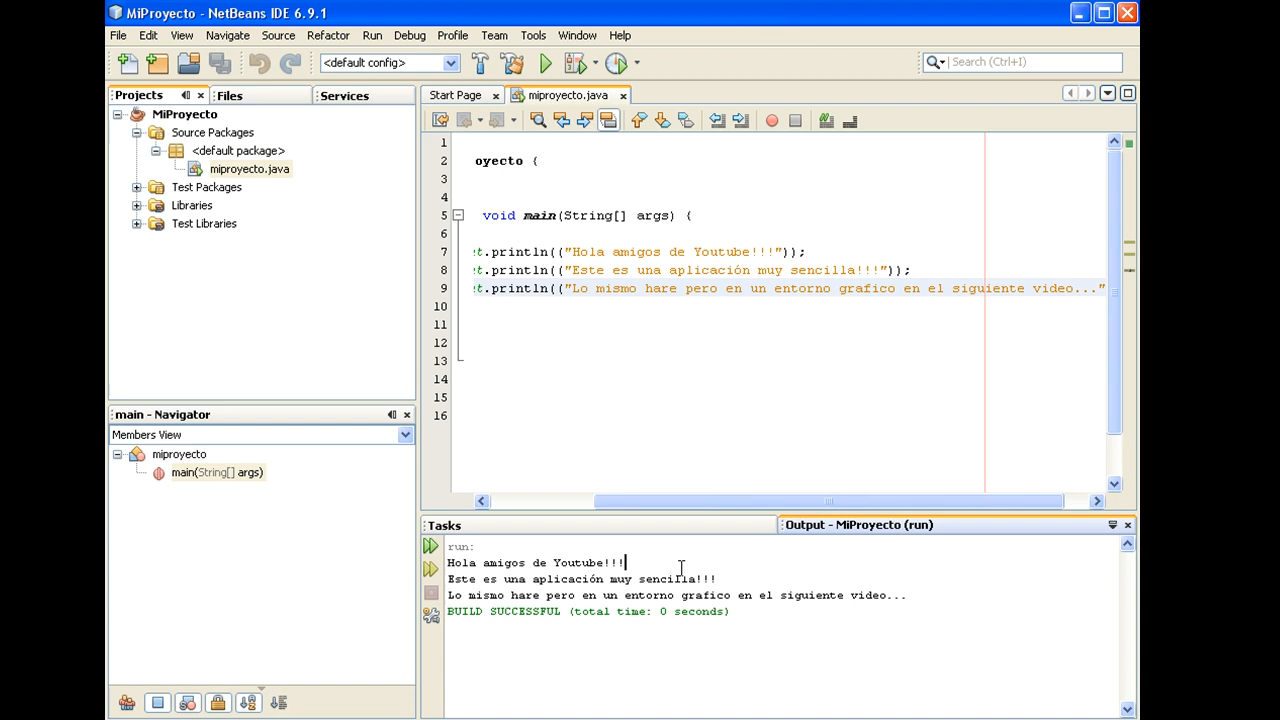 MiProyecto - NetBeans IDE 6.9.1
File Edit View Navigate Source Refactor Run Debug Profile Team Tools Window Help
<default config> Search (Ctrl+I)
Projects Files Services
MiProyecto
Source Packages
<default package>
miproyecto.java
Test Packages
Libraries
Test Libraries
main - Navigator
Members View
miproyecto
main(String[] args)
Start Page miproyecto.java
1
2 oyecto {
3
4
5 void main(String[] args) {
6
7 t.println(("Hola amigos de Youtube!!!"));
8 t.println(("Este es una aplicación muy sencilla!!!"));
9 t.println(("Lo mismo hare pero en un entorno grafico en el siguiente video..."
10
11
12
13
14
15
16
Tasks Output - MiProyecto (run)
run:
Hola amigos de Youtube!!!
Este es una aplicación muy sencilla!!!
Lo mismo hare pero en un entorno grafico en el siguiente video...
BUILD SUCCESSFUL (total time: 0 seconds)